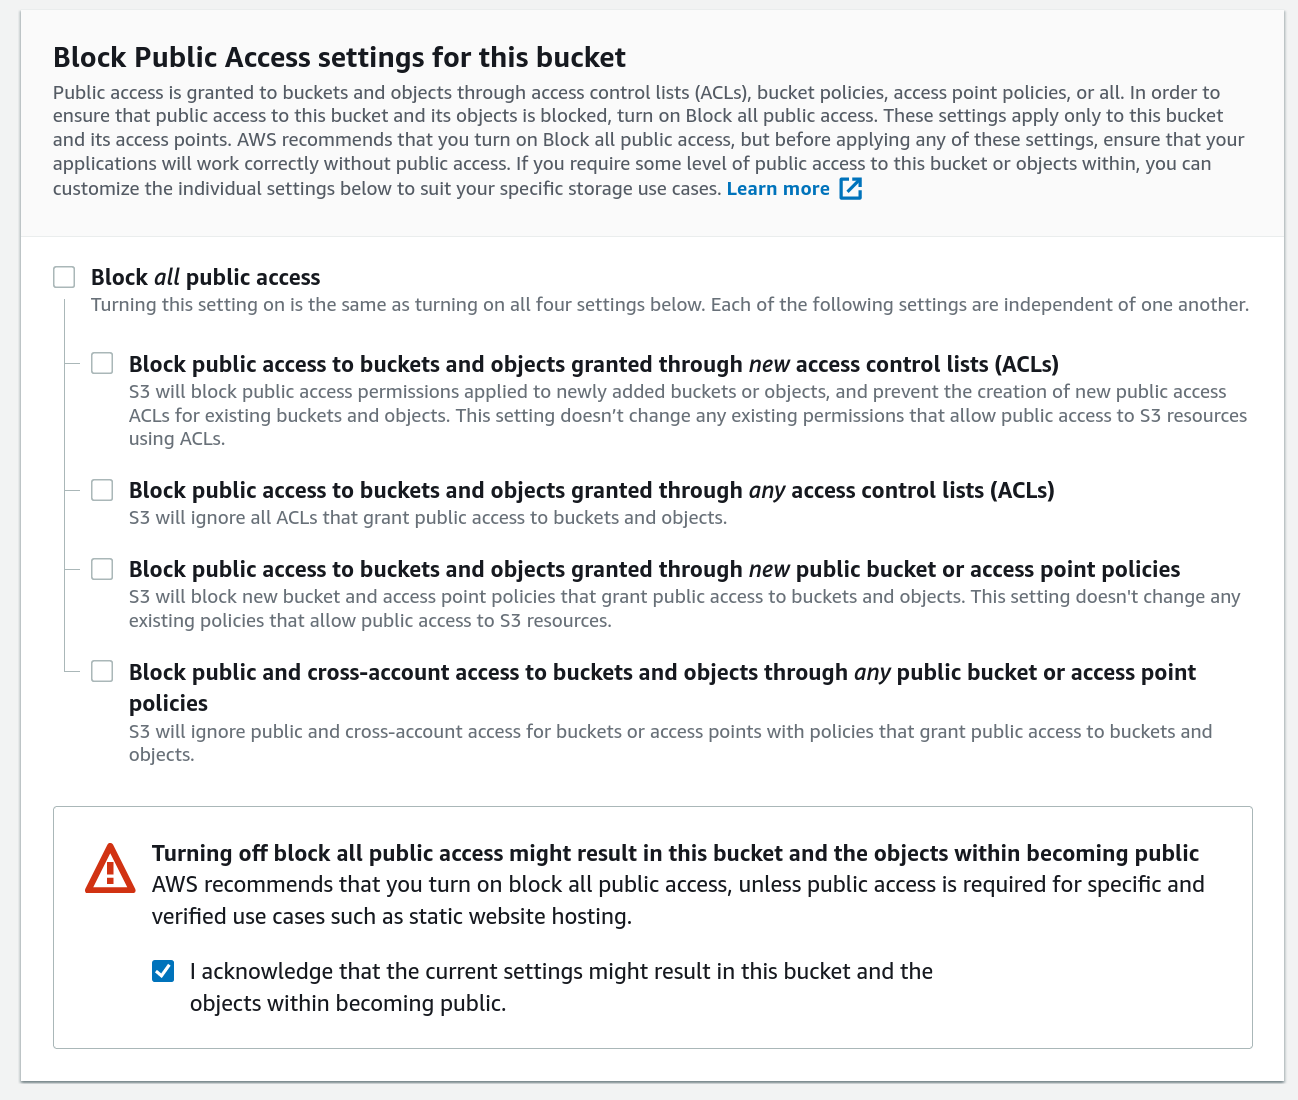 Block Public Access settings for this bucket
Public access is granted to buckets and objects through access control lists (ACLs), bucket policies, access point policies, or all. In order to
ensure that public access to this bucket and its objects is blocked, turn on Block all public access. These settings apply only to this bucket
and its access points. AWS recommends that you turn on Block all public access, but before applying any of these settings, ensure that your
applications will work correctly without public access. If you require some level of public access to this bucket or objects within, you can
customize the individual settings below to suit your specific storage use cases. Learn more
Block all public access
Turning this setting on is the same as turning on all four settings below. Each of the following settings are independent of one another.
Block public access to buckets and objects granted through new access control lists (ACLs)
S3 will block public access permissions applied to newly added buckets or objects, and prevent the creation of new public access
ACLs for existing buckets and objects. This setting doesn’t change any existing permissions that allow public access to S3 resources
using ACLs.
Block public access to buckets and objects granted through any access control lists (ACLs)
S3 will ignore all ACLs that grant public access to buckets and objects.
Block public access to buckets and objects granted through new public bucket or access point policies
S3 will block new bucket and access point policies that grant public access to buckets and objects. This setting doesn't change any
existing policies that allow public access to S3 resources.
Block public and cross-account access to buckets and objects through any public bucket or access point
policies
S3 will ignore public and cross-account access for buckets or access points with policies that grant public access to buckets and
objects.
Turning off block all public access might result in this bucket and the objects within becoming public
AWS recommends that you turn on block all public access, unless public access is required for specific and
verified use cases such as static website hosting.
I acknowledge that the current settings might result in this bucket and the
objects within becoming public.